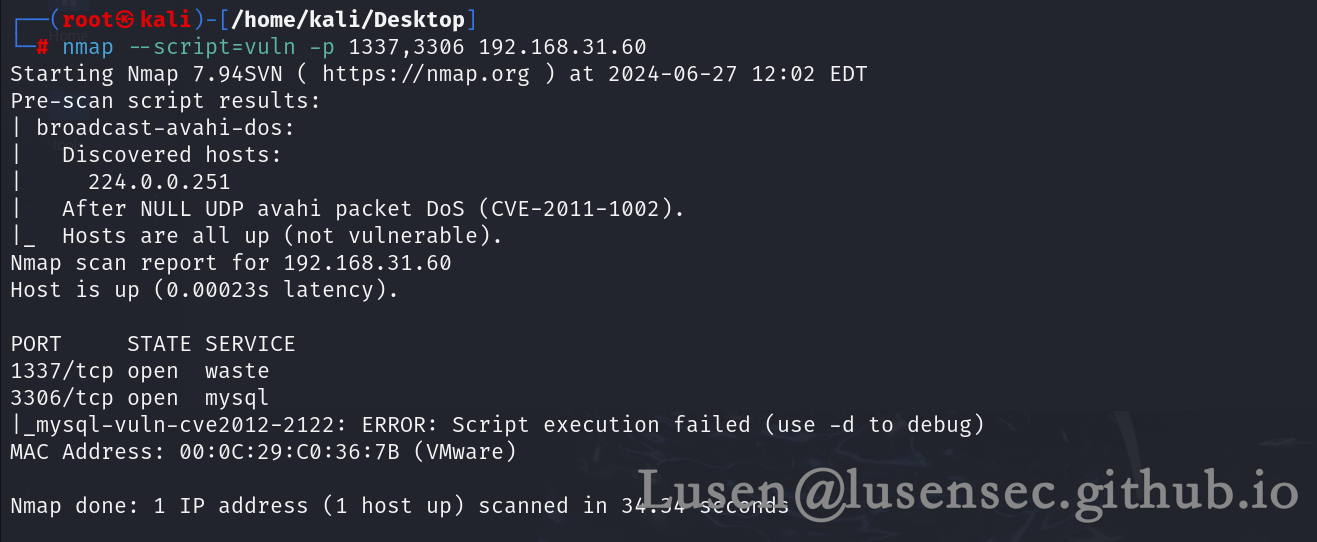 ┌──(root㉿kali)-[/home/kali/Desktop]
└─# nmap --script=vuln -p 1337,3306 192.168.31.60
Starting Nmap 7.94SVN ( https://nmap.org ) at 2024-06-27 12:02 EDT
Pre-scan script results:
| broadcast-avahi-dos:
|   Discovered hosts:
|     224.0.0.251
|   After NULL UDP avahi packet DoS (CVE-2011-1002).
|_  Hosts are all up (not vulnerable).
Nmap scan report for 192.168.31.60
Host is up (0.00023s latency).

PORT     STATE SERVICE
1337/tcp open  waste
3306/tcp open  mysql
|_mysql-vuln-cve2012-2122: ERROR: Script execution failed (use -d to debug)
MAC Address: 00:0C:29:C0:36:7B (VMware)

Nmap done: 1 IP address (1 host up) scanned in 34.34 seconds
Lusen@lusensec.github.io